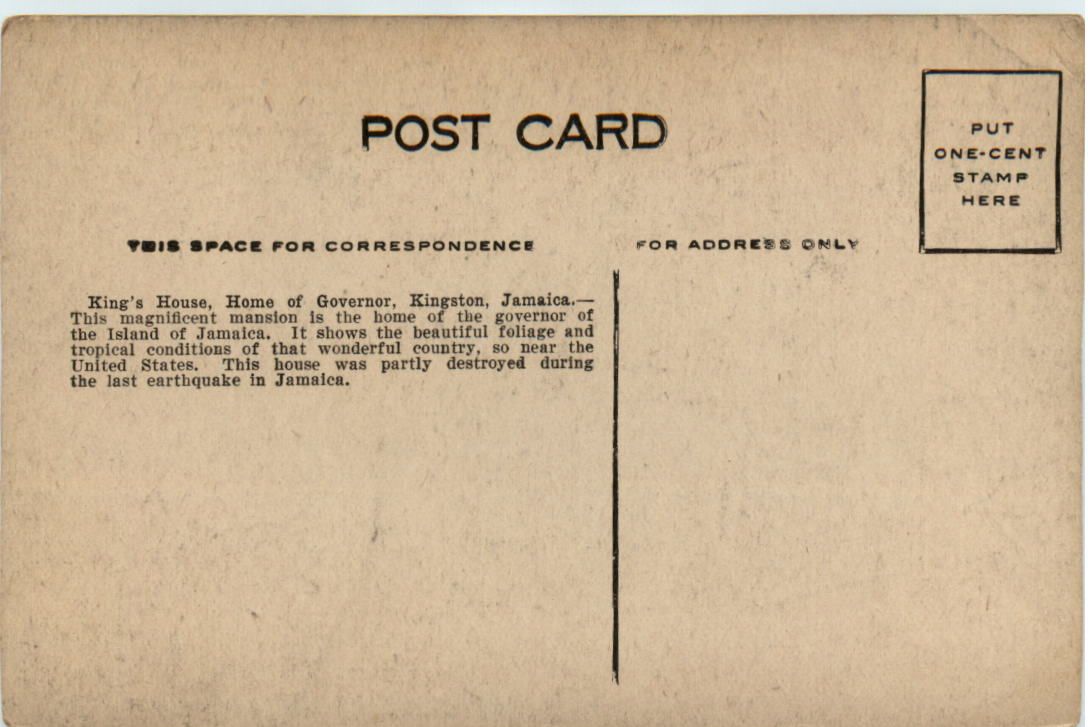 POST CARD
PUT
ONE-CENT
STAMP
HERE
THIS SPACE FOR CORRESPONDENCE
FOR ADDRESS ONLY
King's House, Home of Governor, Kingston, Jamaica.—
This magnificent mansion is the home of the governor of
the Island of Jamaica. It shows the beautiful foliage and
tropical conditions of that wonderful country, so near the
United States. This house was partly destroyed during
the last earthquake in Jamaica.